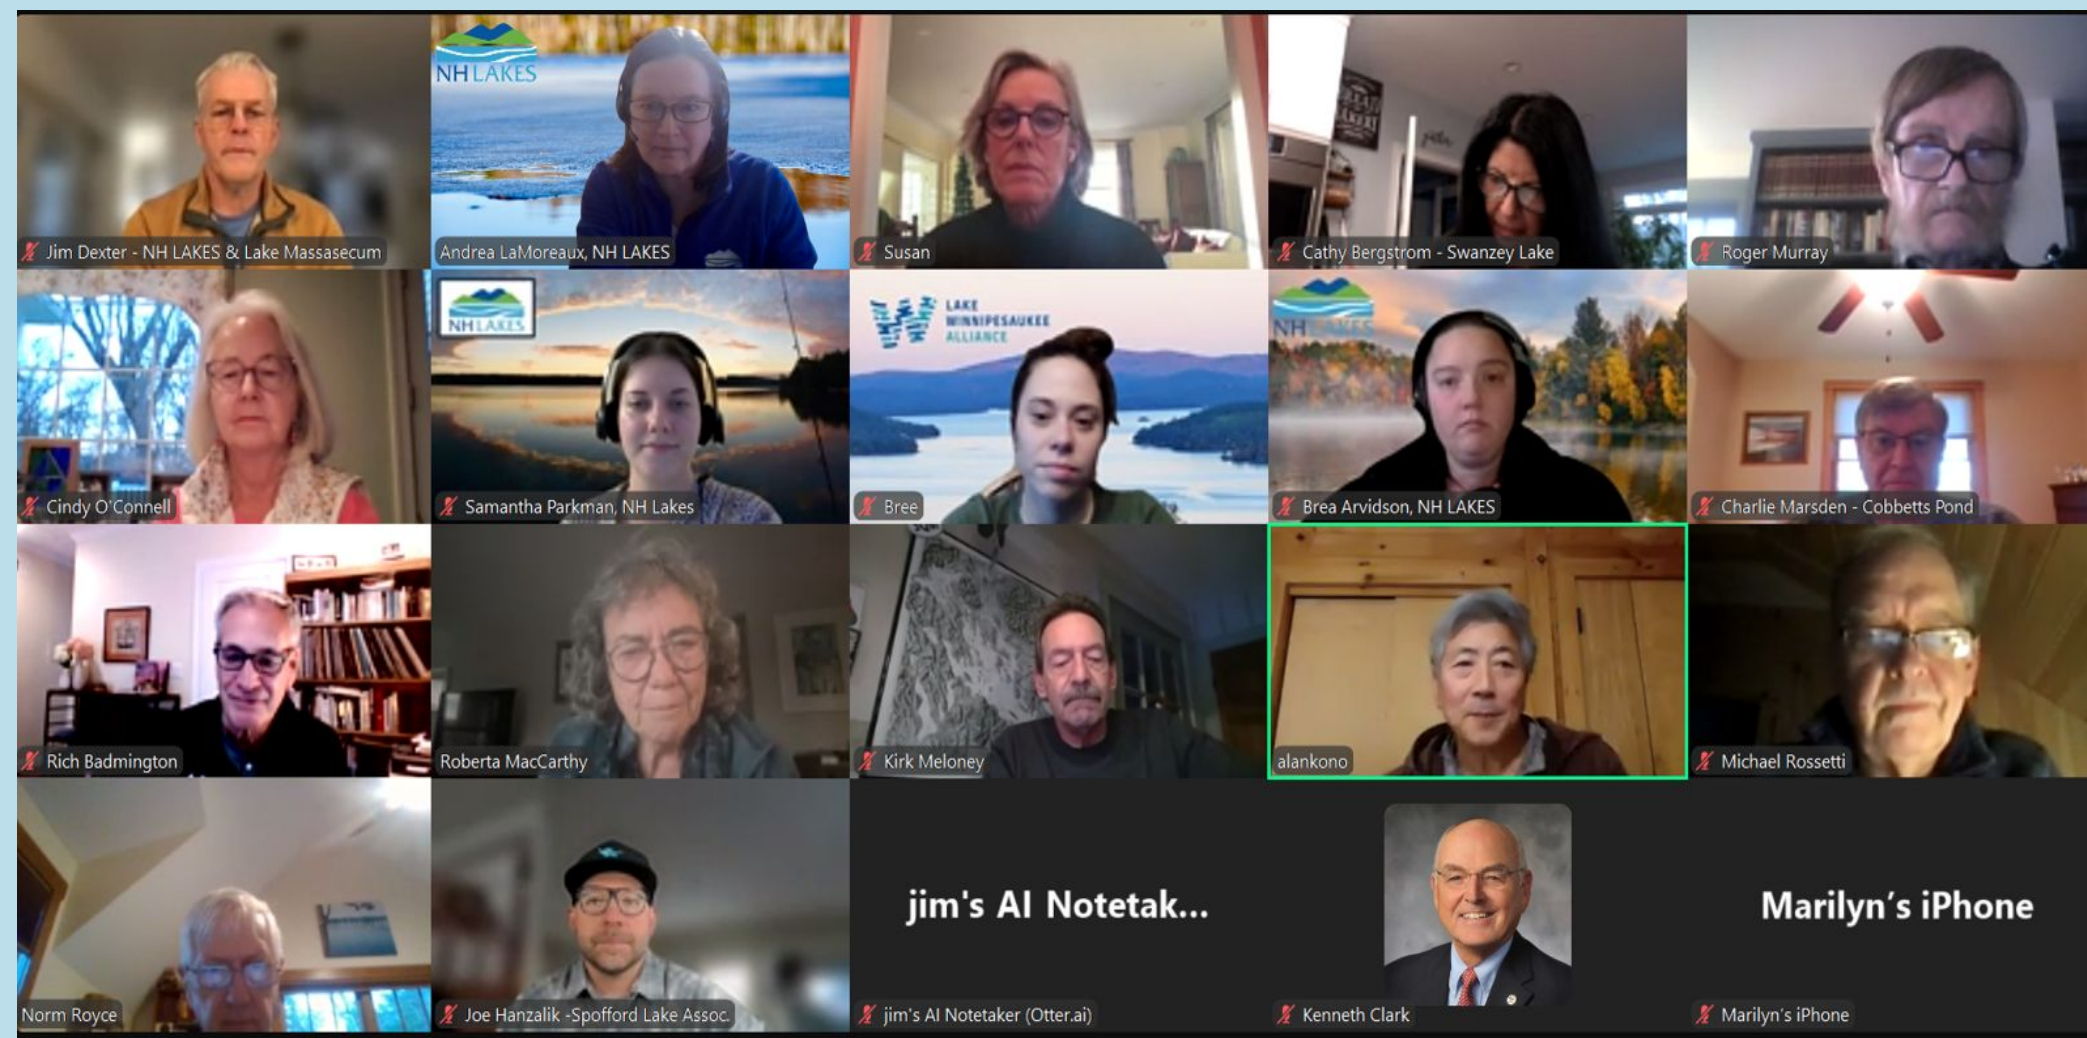 NH LAKES
Jim Dexter - NH LAKES & Lake Massasecum
Andrea LaMoreaux, NH LAKES
Susan
Cathy Bergstrom - Swanzey Lake
Roger Murray
NH LAKES
LAKE
WINNIPESAUKEE
ALLIANCE
NH LAKES
Cindy O'Connell
Samantha Parkman, NH Lakes
Bree
Brea Arvidson, NH LAKES
Charlie Marsden - Cobbetts Pond
Rich Badmington
Roberta MacCarthy
Kirk Meloney
alankono
Michael Rossetti
jim's AI Notetak...
Marilyn’s iPhone
Norm Royce
Joe Hanzalik -Spofford Lake Assoc.
jim's AI Notetaker (Otter.ai)
Kenneth Clark
Marilyn’s iPhone